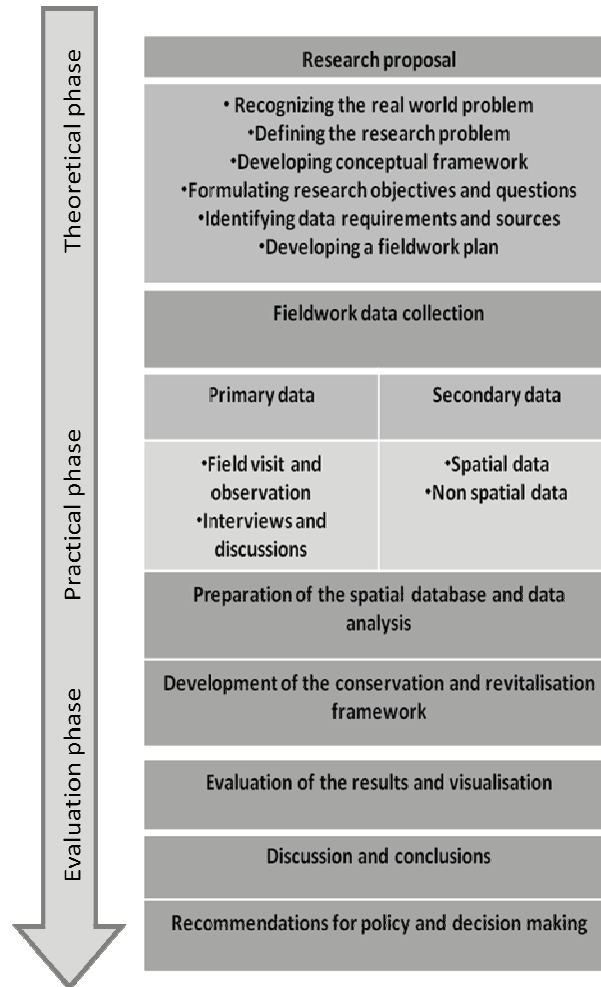 Theoretical phase
Research proposal
• Recognizing the real world problem
•Defining the research problem
•Developing conceptual framework
•Formulating research objectives and questions
•Identifying data requirements and sources
•Developing a fieldwork plan
Fieldwork data collection
Practical phase
Primary data
•Field visit and
observation
•Interviews and
discussions
Secondary data
•Spatial data
•Non spatial data
Preparation of the spatial database and data
analysis
Development of the conservation and revitalisation
framework
Evaluation phase
Evaluation of the results and visualisation
Discussion and conclusions
Recommendations for policy and decision making